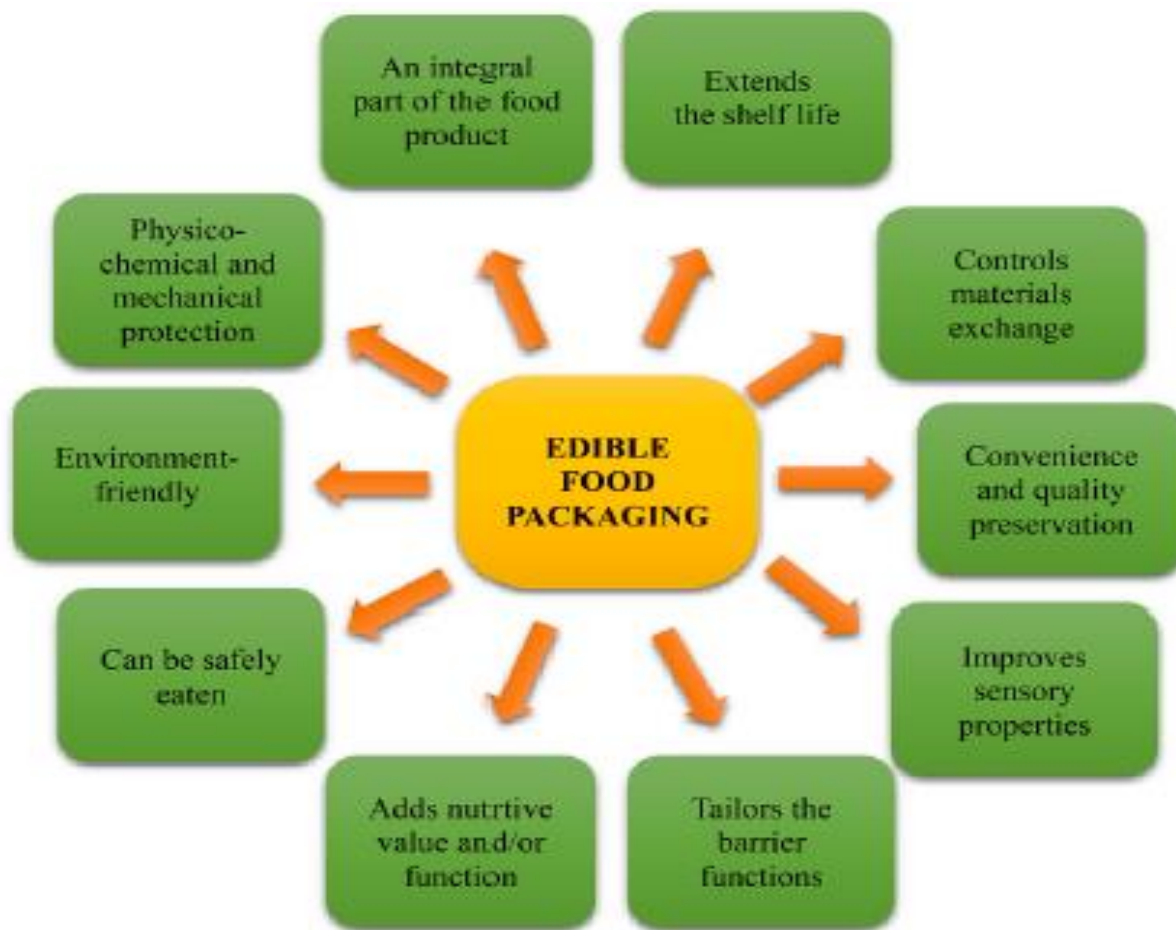 An integral
part of the food
product
Extends
the shelf life
Physico-
chemical and
mechanical
protection
Controls
materials
exchange
EDIBLE
FOOD
PACKAGING
Environment-
friendly
Convenience
and quality
preservation
Can be safely
eaten
Improves
sensory
properties
Adds nutrtive
value and/or
function
Tailors the
barrier
functions